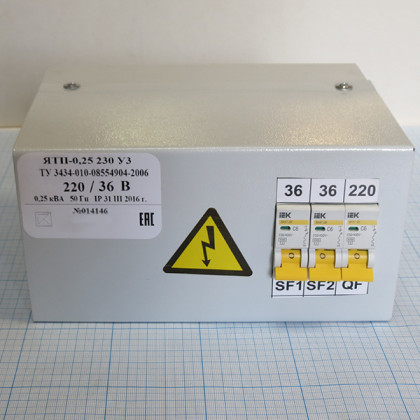 ЯТП-0,25 230 У3
ТУ 3434-010-08554904-2006
220 / 36 В
0,25 кВА 50 Гц IP 31 III 2016 г.
№014146
EAC
36 36 220
IEK IEK IEK
C6 C6 C6
SF1 SF2 QF